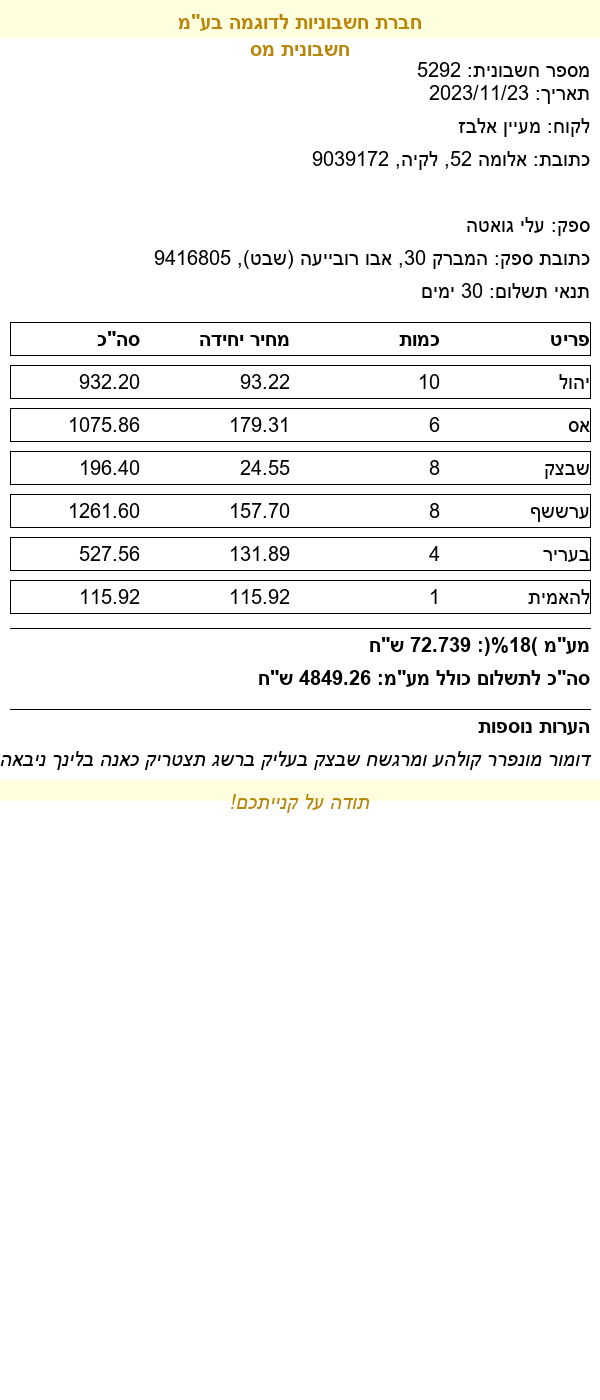 חברת חשבוניות לדוגמה בע"מ
חשבונית מס
מספר חשבונית: 5292
תאריך: 2023/11/23
לקוח: מעיין אלבז
כתובת: אלומה 52, לקיה, 9039172
ספק: עלי גואטה
כתובת ספק: המברק 30, אבו רובייעה (שבט), 9416805
תנאי תשלום: 30 ימים
פריט כמות מחיר יחידה סה"כ
יהול 10 93.22 932.20
אס 6 179.31 1075.86
שבצק 8 24.55 196.40
ערששף 8 157.70 1261.60
בעריר 4 131.89 527.56
להאמית 1 115.92 115.92
מע"מ )18%(: 72.739 ש"ח
סה"כ לתשלום כולל מע"מ: 4849.26 ש"ח
הערות נוספות
דומור מונפרר קולהע ומרגשח שבצק בעליק ברשג תצטריק כאנה בלינך ניבאה
תודה על קנייתכם!